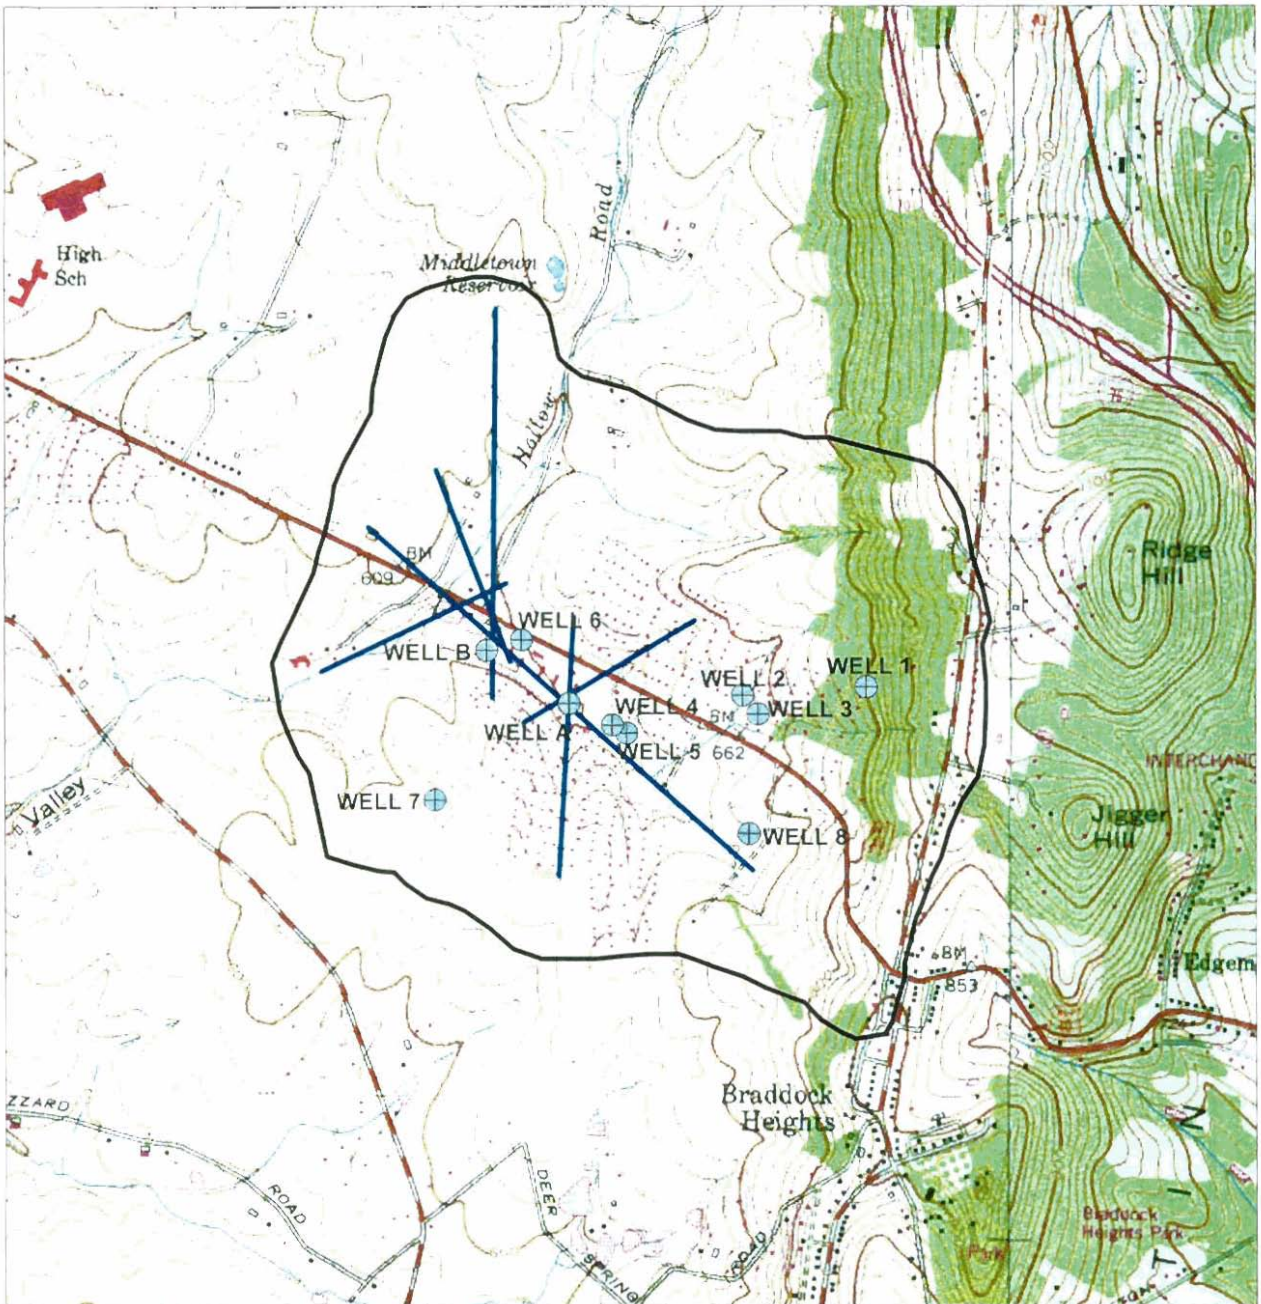 Road
High
Sch
Middletown
Reservoir
Hollow
Ridge
Hill
BM
609
WELL 6
WELL B
WELL 1
WELL 2
WELL 4
WELL 3
BM
WELL A
WELL 5
662
INTERCHANG
Valley
WELL 7
Jigger
Hill
WELL 8
BM
853
Edgem
Braddock
Heights
ZZARD
ROAD
DEER
SPRING
ROAD
Braddock
Heights Park
Park
N
I
T